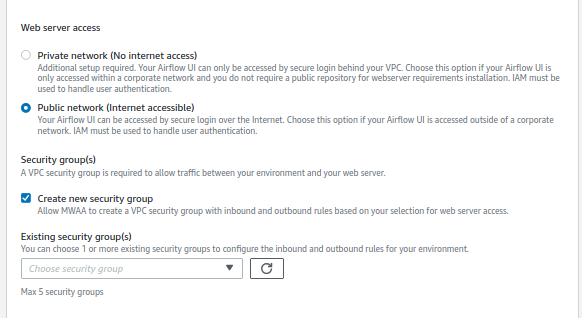 Web server access
Private network (No internet access)
Additional setup required. Your Airflow UI can only be accessed by secure login behind your VPC. Choose this option if your Airflow UI is
only accessed within a corporate network and you do not require a public repository for webserver requirements installation. IAM must be
used to handle user authentication.
Public network (Internet accessible)
Your Airflow UI can be accessed by secure login over the Internet. Choose this option if your Airflow UI is accessed outside of a corporate
network. IAM must be used to handle user authentication.
Security group(s)
A VPC security group is required to allow traffic between your environment and your web server.
Create new security group
Allow MWAA to create a VPC security group with inbound and outbound rules based on your selection for web server access.
Existing security group(s)
You can choose 1 or more existing security groups to configure the inbound and outbound rules for your environment.
Choose security group
Max 5 security groups